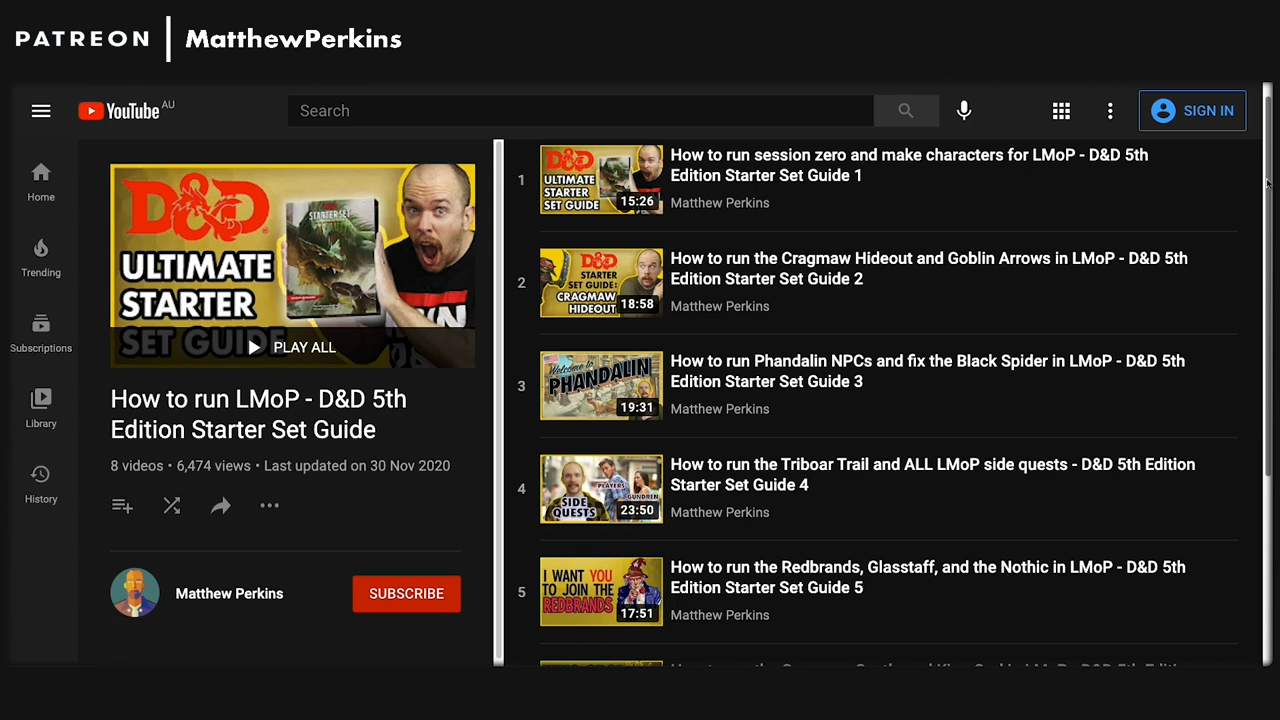 PATREON | MatthewPerkins
YouTube AU
Search
SIGN IN
Home
Trending
Subscriptions
Library
History
D&D
STARTER SET
ULTIMATE
STARTER
SET GUIDE
PLAY ALL
How to run LMoP - D&D 5th
Edition Starter Set Guide
8 videos • 6,474 views • Last updated on 30 Nov 2020
Matthew Perkins
SUBSCRIBE
1
D&D
ULTIMATE
STARTER
SET GUIDE
15:26
How to run session zero and make characters for LMoP - D&D 5th
Edition Starter Set Guide 1
Matthew Perkins
2
D&D
STARTER
SET GUIDE:
CRAGMAW
HIDEOUT
18:58
How to run the Cragmaw Hideout and Goblin Arrows in LMoP - D&D 5th
Edition Starter Set Guide 2
Matthew Perkins
3
Welcome to
PHANDALIN
19:31
How to run Phandalin NPCs and fix the Black Spider in LMoP - D&D 5th
Edition Starter Set Guide 3
Matthew Perkins
4
PLAYERS
GUNDREN
SIDE
QUESTS
23:50
How to run the Triboar Trail and ALL LMoP side quests - D&D 5th Edition
Starter Set Guide 4
Matthew Perkins
5
I WANT YOU
TO JOIN THE
REDBRANDS
17:51
How to run the Redbrands, Glasstaff, and the Nothic in LMoP - D&D 5th
Edition Starter Set Guide 5
Matthew Perkins